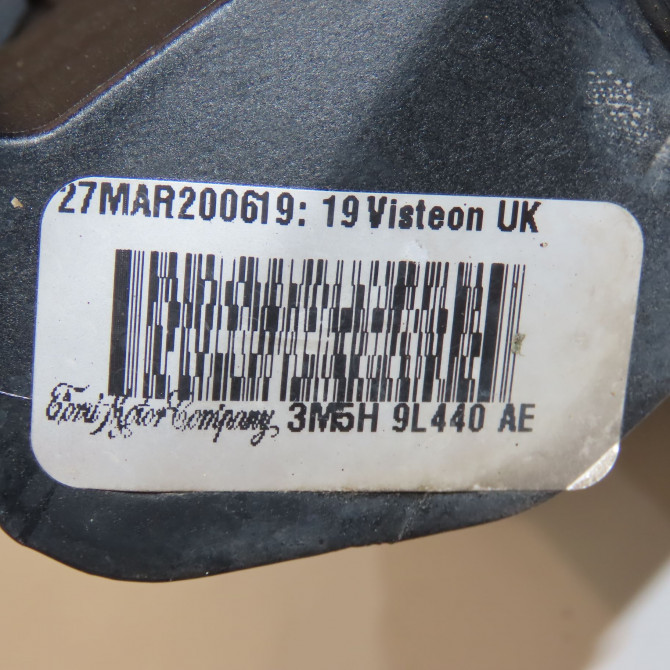 27MAR200619: 19 Visteon UK
Ford Motor Company, 3M5H 9L440 AE